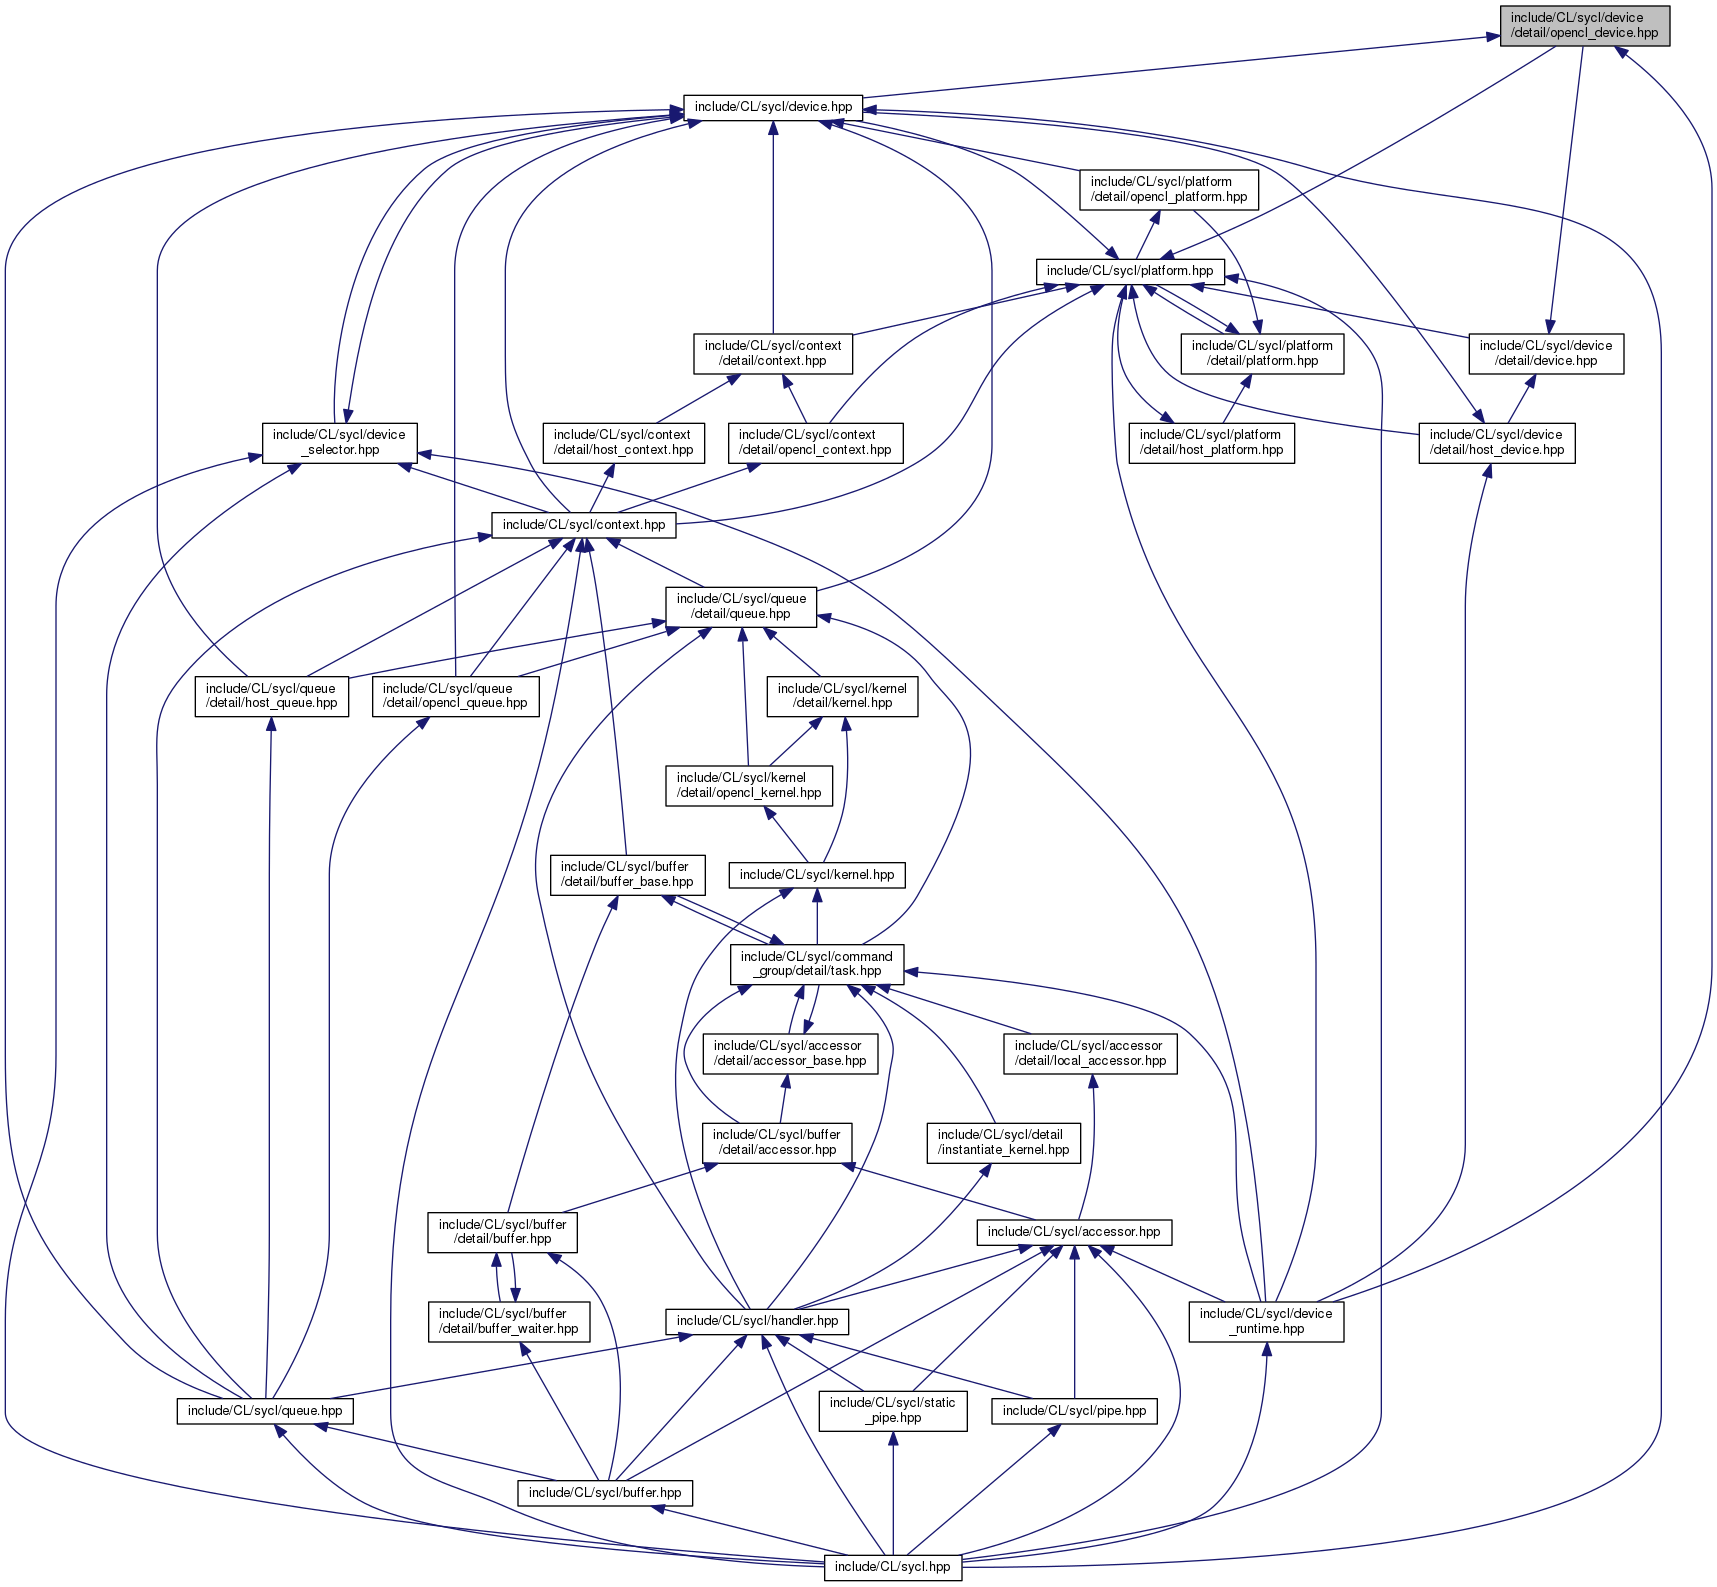 include/CL/sycl/device
/detail/opencl_device.hpp
include/CL/sycl/device.hpp
include/CL/sycl/platform
/detail/opencl_platform.hpp
include/CL/sycl/platform.hpp
include/CL/sycl/context
/detail/context.hpp
include/CL/sycl/platform
/detail/platform.hpp
include/CL/sycl/device
/detail/device.hpp
include/CL/sycl/device
_selector.hpp
include/CL/sycl/context
/detail/host_context.hpp
include/CL/sycl/context
/detail/opencl_context.hpp
include/CL/sycl/platform
/detail/host_platform.hpp
include/CL/sycl/device
/detail/host_device.hpp
include/CL/sycl/context.hpp
include/CL/sycl/queue
/detail/queue.hpp
include/CL/sycl/queue
/detail/host_queue.hpp
include/CL/sycl/queue
/detail/opencl_queue.hpp
include/CL/sycl/kernel
/detail/kernel.hpp
include/CL/sycl/kernel
/detail/opencl_kernel.hpp
include/CL/sycl/buffer
/detail/buffer_base.hpp
include/CL/sycl/kernel.hpp
include/CL/sycl/command
_group/detail/task.hpp
include/CL/sycl/accessor
/detail/accessor_base.hpp
include/CL/sycl/accessor
/detail/local_accessor.hpp
include/CL/sycl/buffer
/detail/accessor.hpp
include/CL/sycl/detail
/instantiate_kernel.hpp
include/CL/sycl/buffer
/detail/buffer.hpp
include/CL/sycl/accessor.hpp
include/CL/sycl/buffer
/detail/buffer_waiter.hpp
include/CL/sycl/handler.hpp
include/CL/sycl/device
_runtime.hpp
include/CL/sycl/queue.hpp
include/CL/sycl/static
_pipe.hpp
include/CL/sycl/pipe.hpp
include/CL/sycl/buffer.hpp
include/CL/sycl.hpp